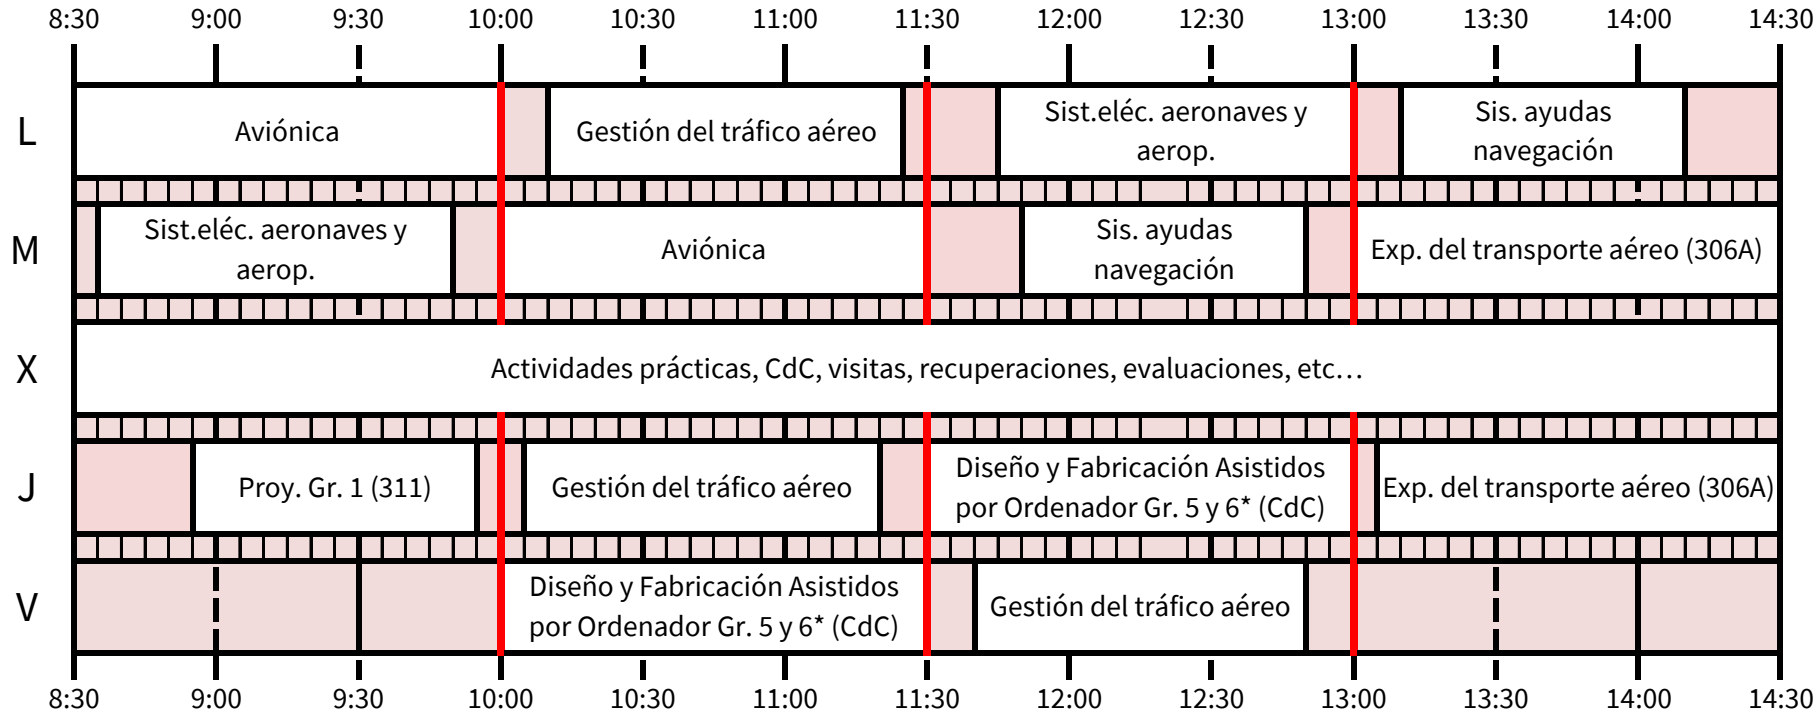 8:30 9:00 9:30 10:00 10:30 11:00 11:30 12:00 12:30 13:00 13:30 14:00 14:30
L
Aviónica
Gestión del tráfico aéreo
Sist.eléc. aeronaves y
aerop.
Sis. ayudas
navegación
M
Sist.eléc. aeronaves y
aerop.
Aviónica
Sis. ayudas
navegación
Exp. del transporte aéreo (306A)
X
Actividades prácticas, CdC, visitas, recuperaciones, evaluaciones, etc…
J
Proy. Gr. 1 (311)
Gestión del tráfico aéreo
Diseño y Fabricación Asistidos
por Ordenador Gr. 5 y 6* (CdC)
Exp. del transporte aéreo (306A)
V
Diseño y Fabricación Asistidos
por Ordenador Gr. 5 y 6* (CdC)
Gestión del tráfico aéreo
8:30 9:00 9:30 10:00 10:30 11:00 11:30 12:00 12:30 13:00 13:30 14:00 14:30